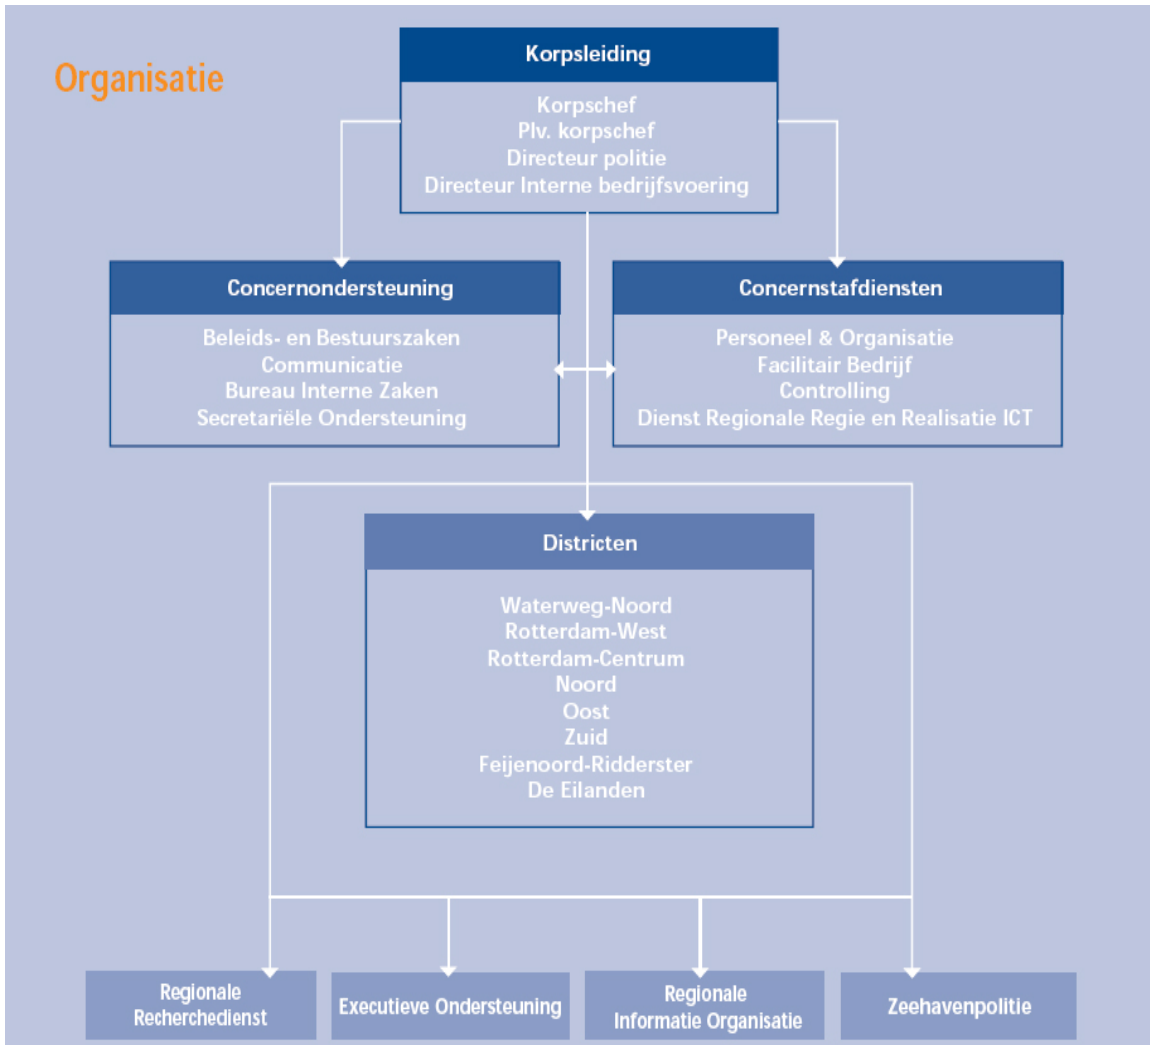 Organisatie
Korpsleiding
Korpschef
Plv. korpschef
Directeur politie
Directeur Interne bedrijfsvoering
Concernondersteuning
Beleids- en Bestuurszaken
Communicatie
Bureau Interne Zaken
Secretariële Ondersteuning
Concernstafdiensten
Personeel & Organisatie
Facilitair Bedrijf
Controlling
Dienst Regionale Regie en Realisatie ICT
Districten
Waterweg-Noord
Rotterdam-West
Rotterdam-Centrum
Noord
Oost
Zuid
Feijenoord-Ridderster
De Eilanden
Regionale
Recherchedienst
Executieve Ondersteuning
Regionale
Informatie Organisatie
Zeehavenpolitie